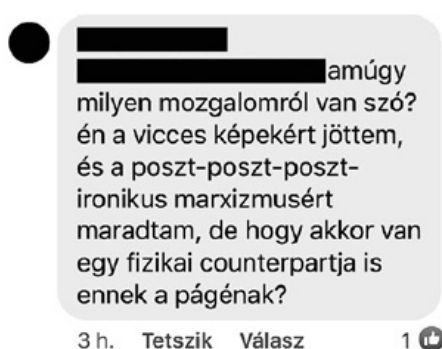 amúgy
milyen mozgalomról van szó?
én a vicces képekért jöttem,
és a poszt-poszt-poszt-
ironikus marxizmusért
maradtam, de hogy akkor van
egy fizikai counterpartja is
ennek a págénak?
3 h. Tetszik Válasz 1